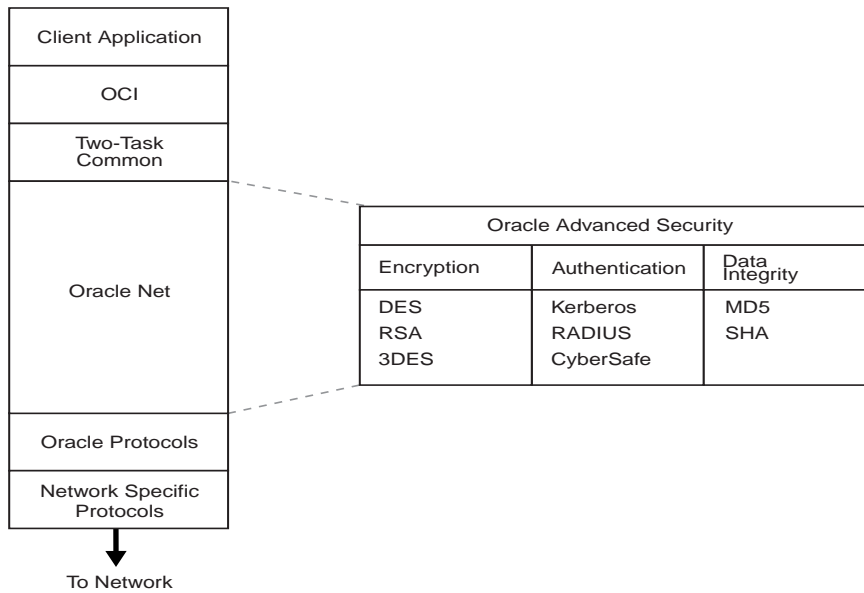 Client Application
OCI
Two-Task
Common
Oracle Net
Oracle Protocols
Network Specific
Protocols
To Network
Oracle Advanced Security
Encryption
Authentication
Data
Integrity
DES
RSA
3DES
Kerberos
RADIUS
CyberSafe
MD5
SHA